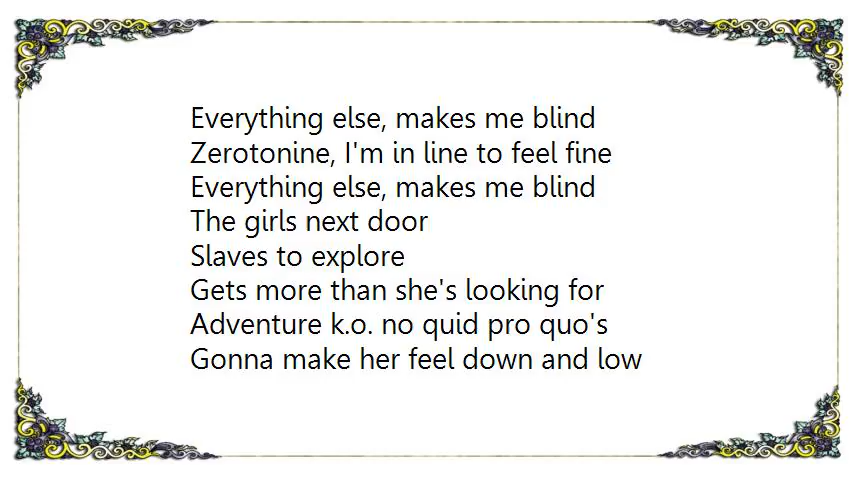 Everything else, makes me blind
Zerotonine, I'm in line to feel fine
Everything else, makes me blind
The girls next door
Slaves to explore
Gets more than she's looking for
Adventure k.o. no quid pro quo's
Gonna make her feel down and low